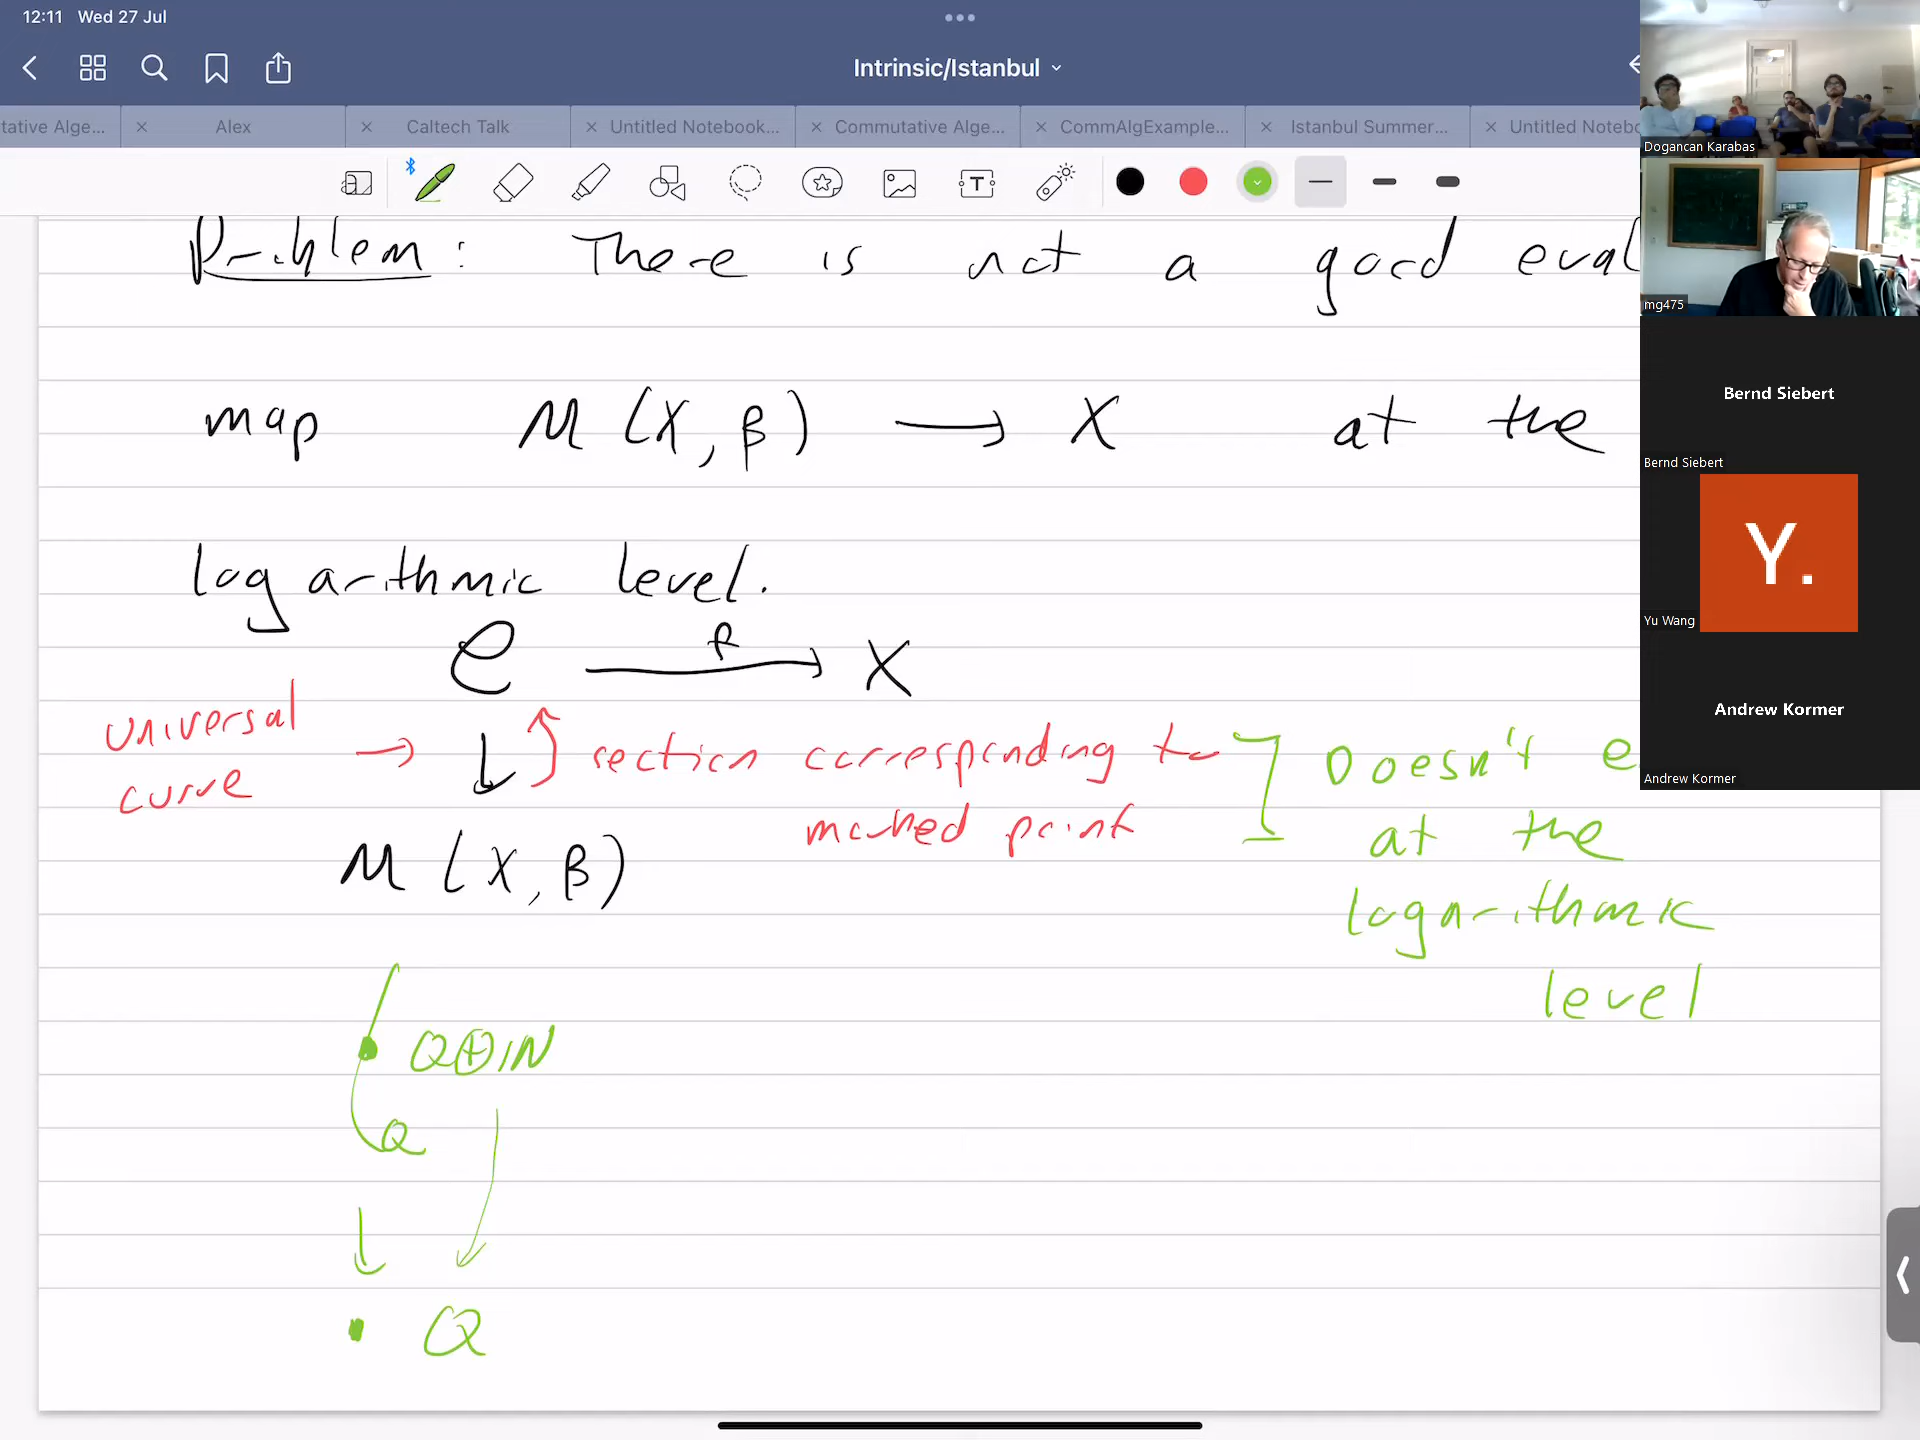 12:11 Wed 27 Jul
Intrinsic/Istanbul
tative Alge... × Alex × Caltech Talk × Untitled Notebook... × Commutative Alge... × CommAlgExample... × Istanbul Summer... × Untitled Noteb
Problem: There is not a good eval
map M(X, β) → X at the
logarithmic level.
C f→ X
universal curve → ↓ section corresponding to marked point
Doesn't e
at the
logarithmic
level
M(X, β)
Q⊕ℕ
Q
↓
Q
Dogancan Karabas
mg475
Bernd Siebert
Bernd Siebert
Y.
Yu Wang
Andrew Kormer
Andrew Kormer